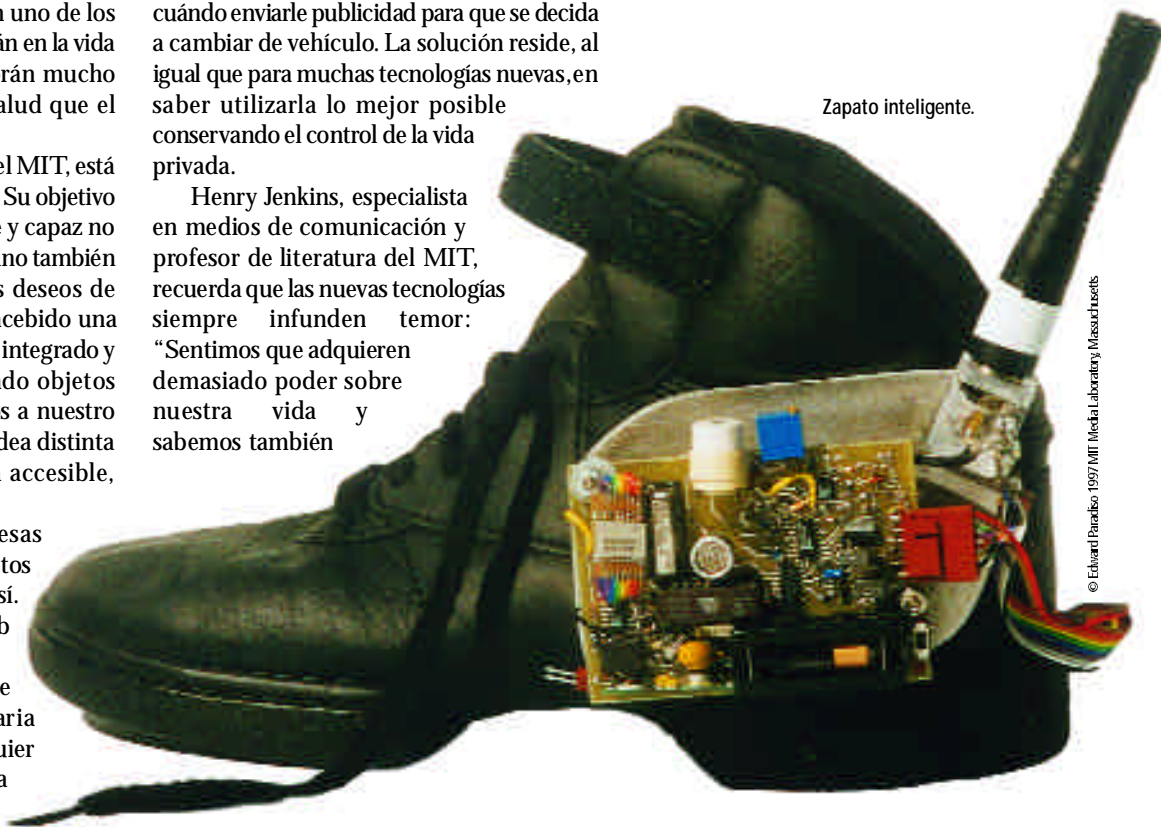 n uno de los
án en la vida
rán mucho
alud que el
el MIT, está
Su objetivo
e y capaz no
ino también
s deseos de
ncebido una
integrado y
ndo objetos
s a nuestro
dea distinta
n accesible,
esas
tos
sí.
b
e
aria
uier
a
cuándo enviarle publicidad para que se decida
a cambiar de vehículo. La solución reside, al
igual que para muchas tecnologías nuevas, en
saber utilizarla lo mejor posible
conservando el control de la vida
privada.
Henry Jenkins, especialista
en medios de comunicación y
profesor de literatura del MIT,
recuerda que las nuevas tecnologías
siempre infunden temor:
“Sentimos que adquieren
demasiado poder sobre
nuestra vida y
sabemos también
Zapato inteligente.
© Edward Paradiso 1997 MIT Media Laboratory, Massuchusetts